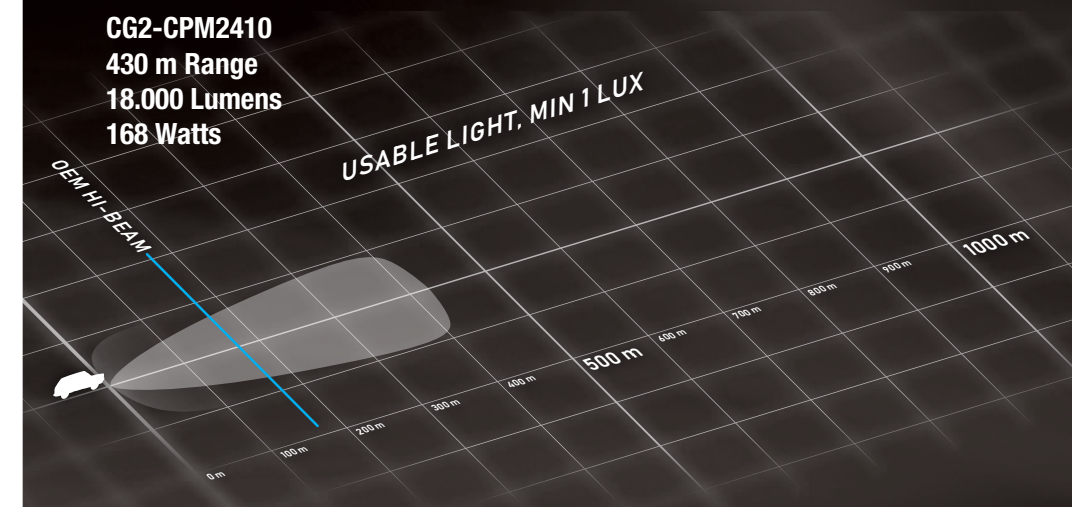 CG2-CPM2410
430 m Range
18.000 Lumens
168 Watts
USABLE LIGHT, MIN 1 LUX
OEM HI-BEAM
0 m
100 m
200 m
300 m
400 m
500 m
600 m
700 m
800 m
900 m
1000 m